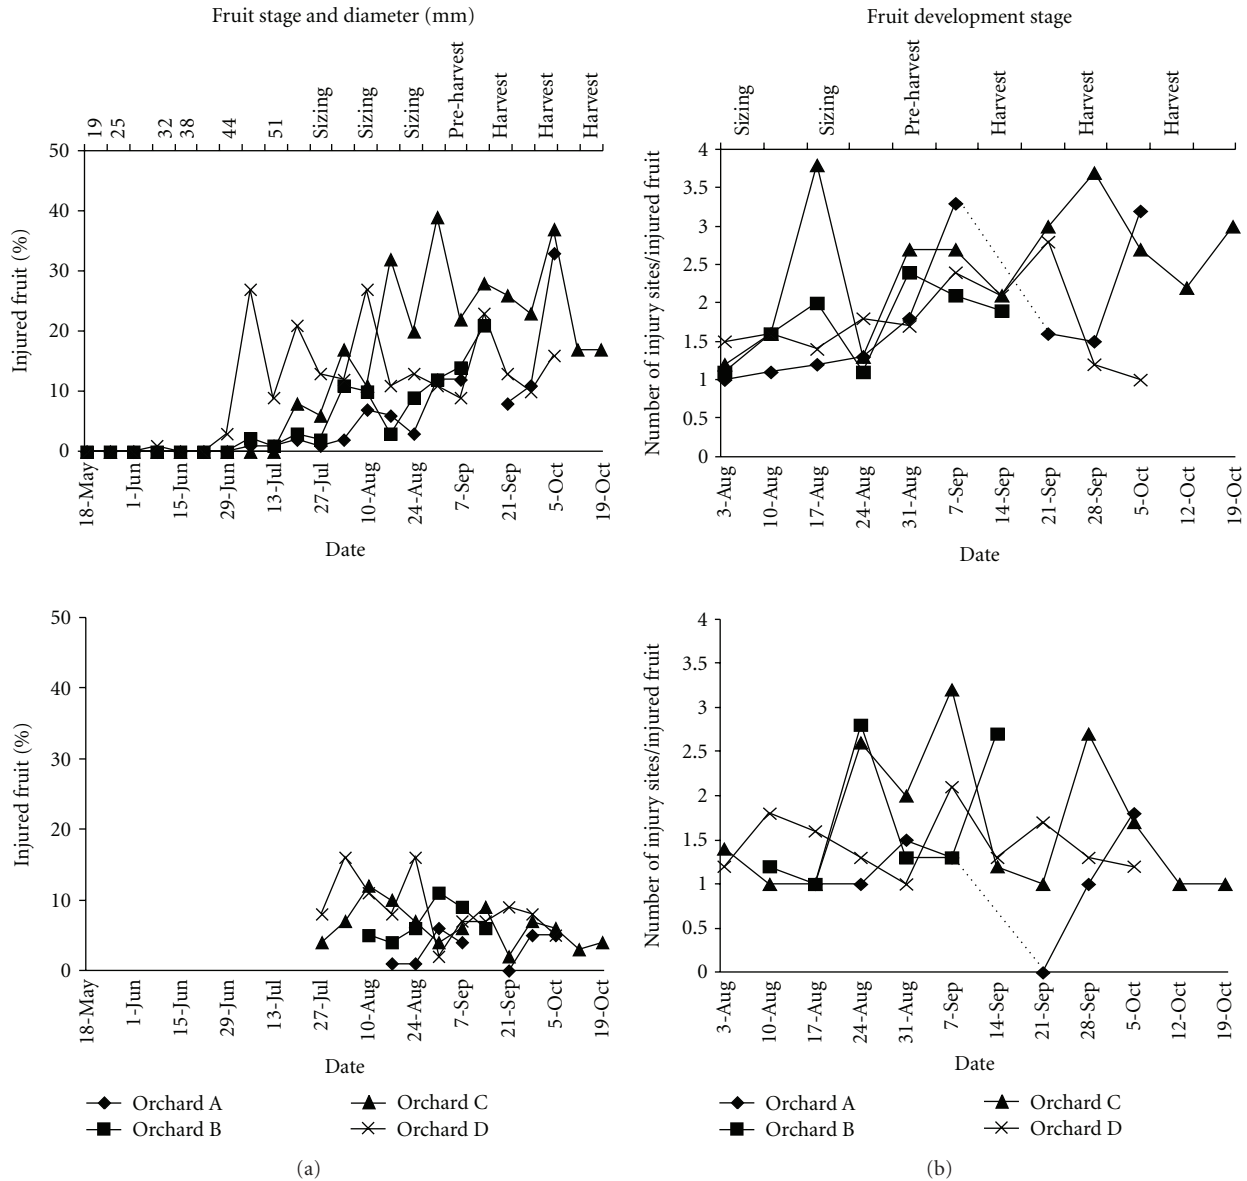 Fruit stage and diameter (mm)
19
25
32
38
44
51
Sizing
Sizing
Sizing
Pre-harvest
Harvest
Harvest
Harvest
50
40
30
20
10
0
Injured fruit (%)
18-May
1-Jun
15-Jun
29-Jun
13-Jul
27-Jul
10-Aug
24-Aug
7-Sep
21-Sep
5-Oct
19-Oct
Date
50
40
30
20
10
0
Injured fruit (%)
18-May
1-Jun
15-Jun
29-Jun
13-Jul
27-Jul
10-Aug
24-Aug
7-Sep
21-Sep
5-Oct
19-Oct
Date
Orchard A
Orchard B
Orchard C
Orchard D
(a)
Fruit development stage
Sizing
Sizing
Pre-harvest
Harvest
Harvest
Harvest
4
3.5
3
2.5
2
1.5
1
0.5
0
Number of injury sites/injured fruit
3-Aug
10-Aug
17-Aug
24-Aug
31-Aug
7-Sep
14-Sep
21-Sep
28-Sep
5-Oct
12-Oct
19-Oct
Date
4
3.5
3
2.5
2
1.5
1
0.5
0
Number of injury sites/injured fruit
3-Aug
10-Aug
17-Aug
24-Aug
31-Aug
7-Sep
14-Sep
21-Sep
28-Sep
5-Oct
12-Oct
19-Oct
Date
Orchard A
Orchard B
Orchard C
Orchard D
(b)